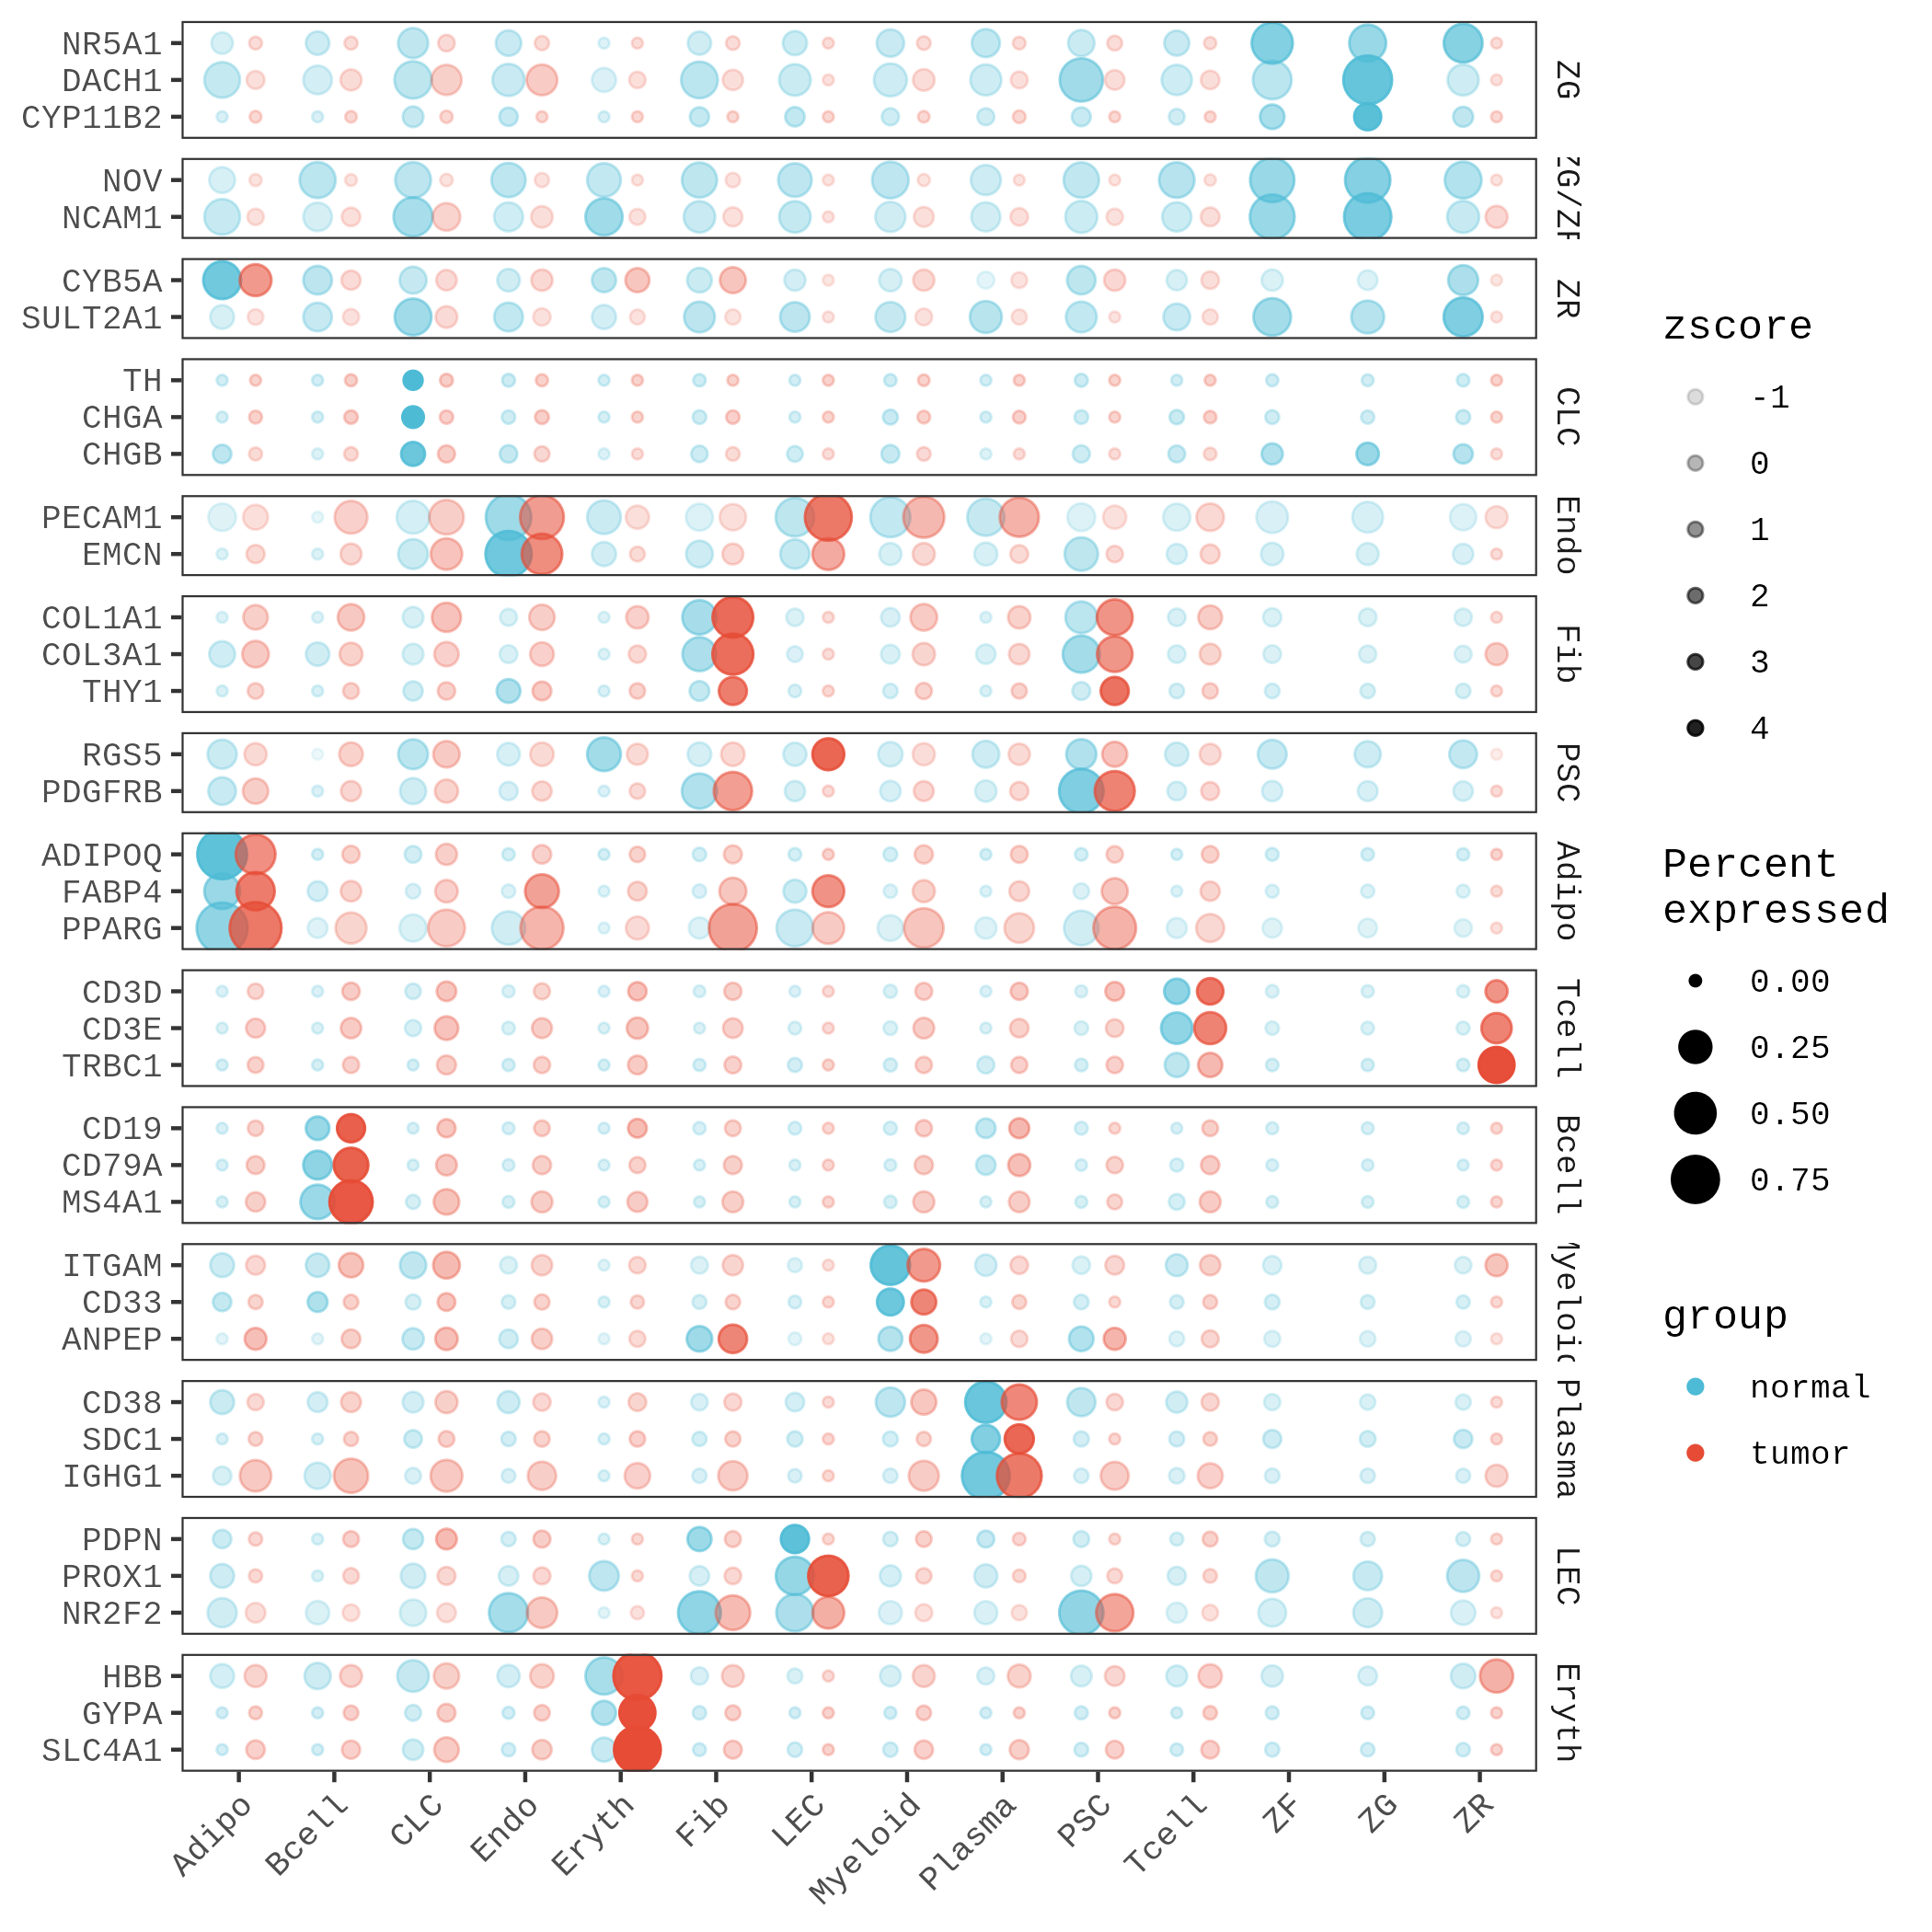 NR5A1
DACH1
CYP11B2
ZG
NOV
NCAM1
ZG/ZF
CYB5A
SULT2A1
ZR
TH
CHGA
CHGB
CLC
PECAM1
EMCN
Endo
COL1A1
COL3A1
THY1
Fib
RGS5
PDGFRB
PSC
ADIPOQ
FABP4
PPARG
Adipo
CD3D
CD3E
TRBC1
Tcell
CD19
CD79A
MS4A1
Bcell
ITGAM
CD33
ANPEP
Myeloid
CD38
SDC1
IGHG1
Plasma
PDPN
PROX1
NR2F2
LEC
HBB
GYPA
SLC4A1
Eryth
Adipo
Bcell
CLC
Endo
Eryth
Fib
LEC
Myeloid
Plasma
PSC
Tcell
ZF
ZG
ZR
zscore
-1
0
1
2
3
4
Percent
expressed
0.00
0.25
0.50
0.75
group
normal
tumor